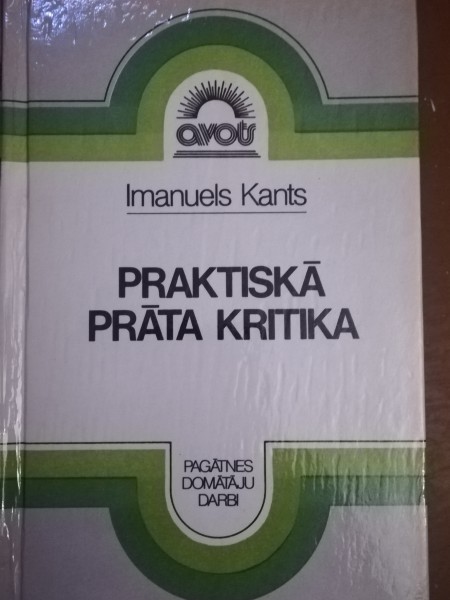 avots
Imanuels Kants
PRAKTISKĀ
PRĀTA KRITIKA
PAGĀTNES
DOMĀTĀJU
DARBI